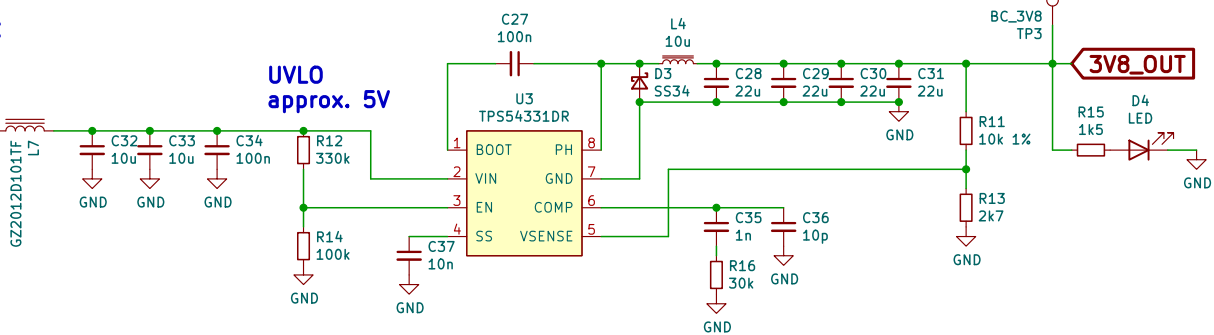 BC_3V8
TP3
3V8_OUT
C27
100n
L4
10u
D3
SS34
C28
22u
C29
22u
C30
22u
C31
22u
GND
R11
10k 1%
R15
1k5
D4
LED
GND
UVLO
approx. 5V
U3
TPS54331DR
1
BOOT
PH
8
2
VIN
GND
7
3
EN
COMP
6
4
SS
VSENSE
5
GZ2012D101TF
L7
C32
10u
GND
C33
10u
GND
C34
100n
GND
R12
330k
R14
100k
GND
C37
10n
GND
C35
1n
R16
30k
GND
C36
10p
GND
R13
2k7
GND